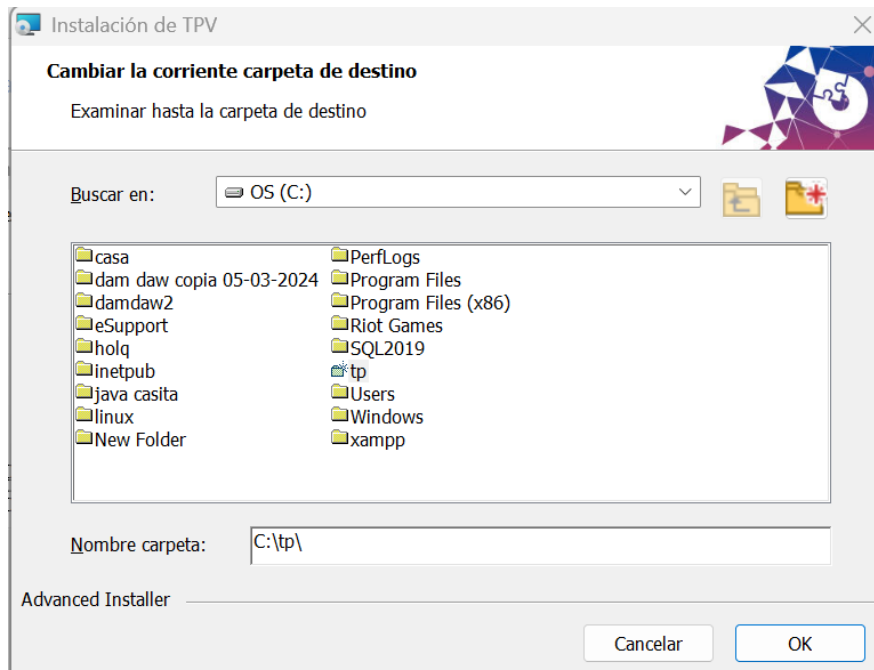 Instalación de TPV
Cambiar la corriente carpeta de destino
Examinar hasta la carpeta de destino
Buscar en:
OS (C:)
casa
dam daw copia 05-03-2024
damdaw2
eSupport
holq
inetpub
java casita
linux
New Folder
PerfLogs
Program Files
Program Files (x86)
Riot Games
SQL2019
tp
Users
Windows
xampp
Nombre carpeta:
C:\tp\
Advanced Installer
Cancelar
OK